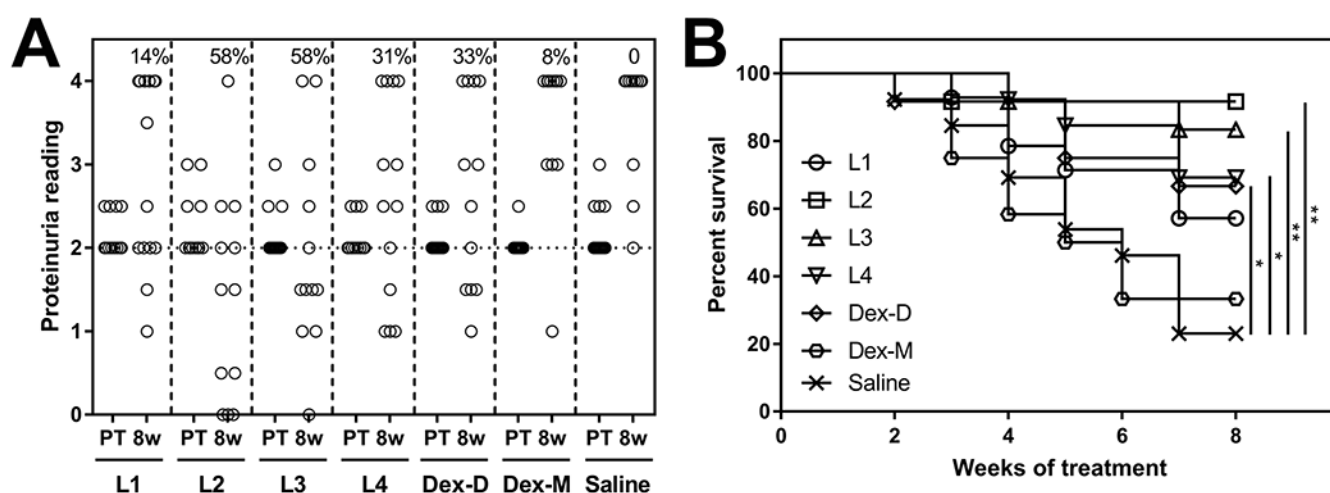 A
14% 58% 58% 31% 33% 8% 0
Proteinuria reading
4
3
2
1
0
PT 8w PT 8w PT 8w PT 8w PT 8w PT 8w PT 8w
L1 L2 L3 L4 Dex-D Dex-M Saline
B
Percent survival
100
80
60
40
20
0
L1
L2
L3
L4
Dex-D
Dex-M
Saline
* * ** **
0 2 4 6 8
Weeks of treatment